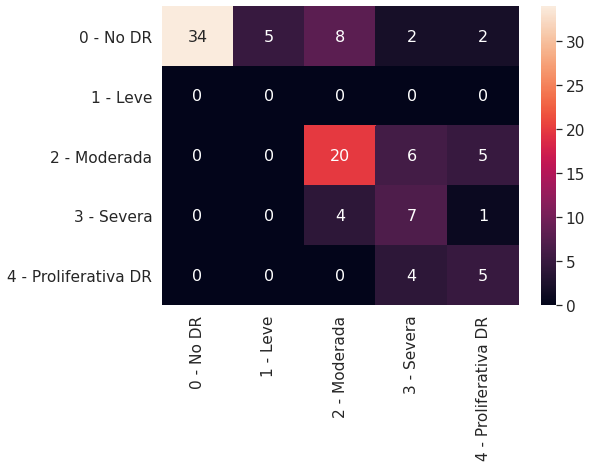 0 - No DR 34 5 8 2 2
1 - Leve 0 0 0 0 0
2 - Moderada 0 0 20 6 5
3 - Severa 0 0 4 7 1
4 - Proliferativa DR 0 0 0 4 5
0 - No DR
1 - Leve
2 - Moderada
3 - Severa
4 - Proliferativa DR
30
25
20
15
10
5
0